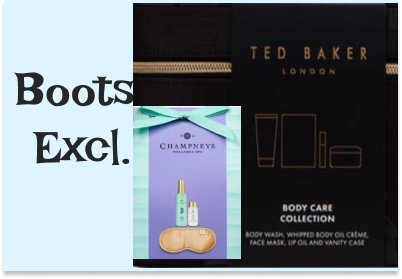 Boots
Excl.
TED BAKER
LONDON
CHAMPNEYS
WELLNESS SPA
BODY CARE
COLLECTION
BODY WASH, WHIPPED BODY OIL CRÈME,
FACE MASK, LIP OIL AND VANITY CASE